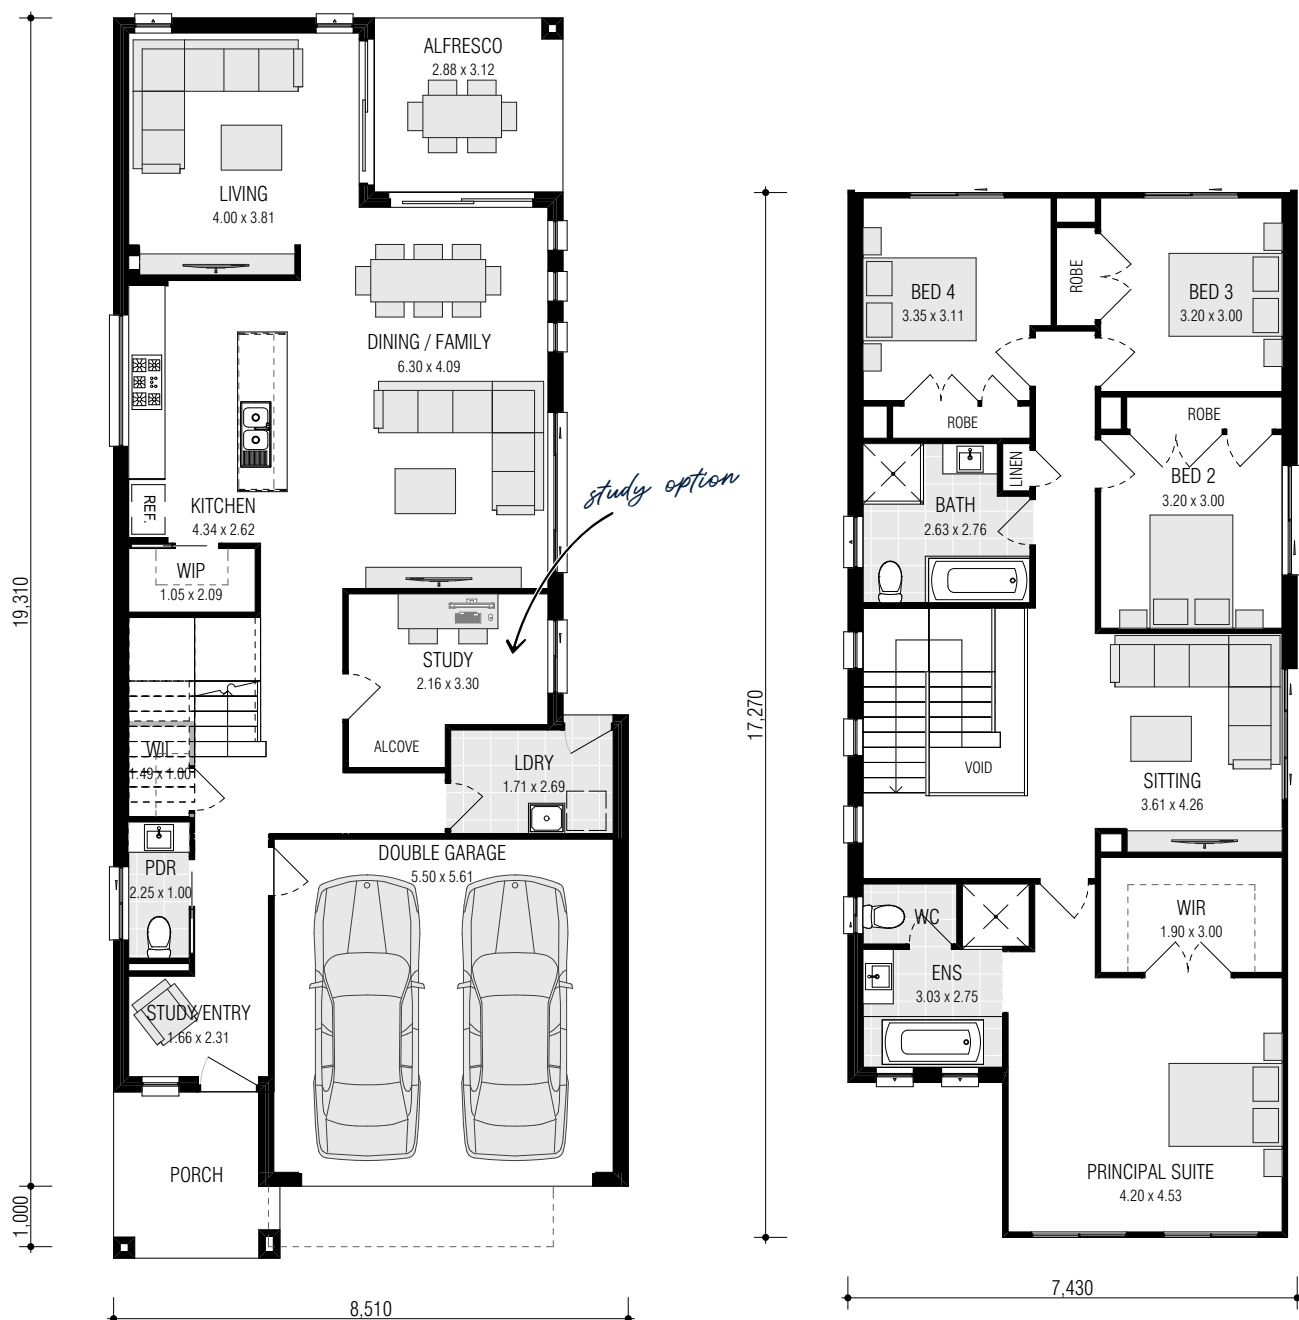 ALFRESCO
2.88 x 3.12
LIVING
4.00 x 3.81
DINING / FAMILY
6.30 x 4.09
KITCHEN
4.34 x 2.62
REF.
study option
WIP
1.05 x 2.09
STUDY
2.16 x 3.30
ALCOVE
WIL
1.49 x 1.00
LDRY
1.71 x 2.69
PDR
2.25 x 1.00
DOUBLE GARAGE
5.50 x 5.61
STUDY/ENTRY
1.66 x 2.31
PORCH
19,310
1,000
8,510
BED 4
3.35 x 3.11
ROBE
BED 3
3.20 x 3.00
ROBE
ROBE
LINEN
BED 2
3.20 x 3.00
BATH
2.63 x 2.76
VOID
SITTING
3.61 x 4.26
WC
WIR
1.90 x 3.00
ENS
3.03 x 2.75
PRINCIPAL SUITE
4.20 x 4.53
17,270
7,430